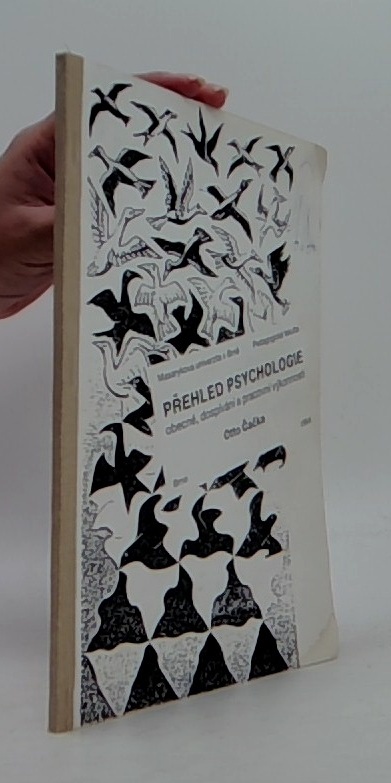 Masarykova univerzita v Brně Pedagogická fakulta
PŘEHLED PSYCHOLOGIE
obecné, dospívání a pracovní výkonnosti
Otto Čačka
Brno 1994